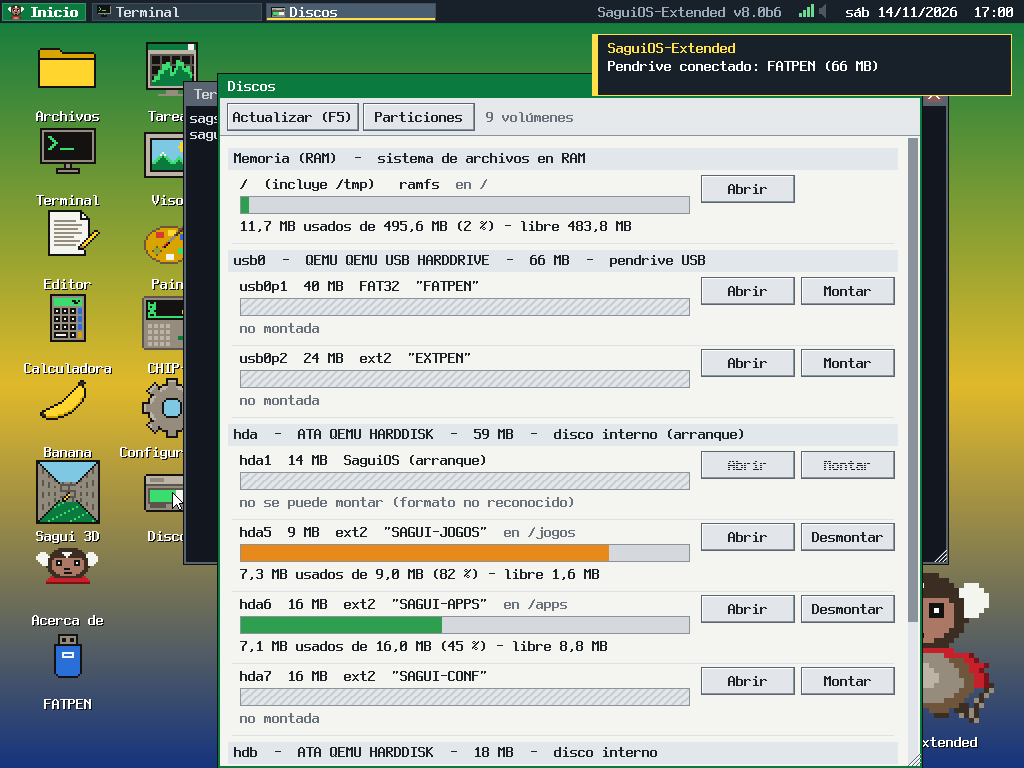 Inicio
Terminal
Discos
SaguiOS-Extended v8.0b6
sáb 14/11/2026
17:00
SaguiOS-Extended
Pendrive conectado: FATPEN (66 MB)
Archivos
Terminal
Editor
Calculadora
Banana
Sagui 3D
Acerca de
FATPEN
Discos
Actualizar (F5)
Particiones
9 volúmenes
Memoria (RAM) - sistema de archivos en RAM
/ (incluye /tmp) ramfs en /
Abrir
11,7 MB usados de 495,6 MB (2 %) - libre 483,8 MB
usb0 - QEMU QEMU USB HARDDRIVE - 66 MB - pendrive USB
usb0p1 40 MB FAT32 "FATPEN"
Abrir
Montar
no montada
usb0p2 24 MB ext2 "EXTPEN"
Abrir
Montar
no montada
hda - ATA QEMU HARDDISK - 59 MB - disco interno (arranque)
hda1 14 MB SaguiOS (arranque)
Abrir
Montar
no se puede montar (formato no reconocido)
hda5 9 MB ext2 "SAGUI-JOGOS" en /jogos
Abrir
Desmontar
7,3 MB usados de 9,0 MB (82 %) - libre 1,6 MB
hda6 16 MB ext2 "SAGUI-APPS" en /apps
Abrir
Desmontar
7,1 MB usados de 16,0 MB (45 %) - libre 8,8 MB
hda7 16 MB ext2 "SAGUI-CONF"
Abrir
Montar
no montada
hdb - ATA QEMU HARDDISK - 18 MB - disco interno